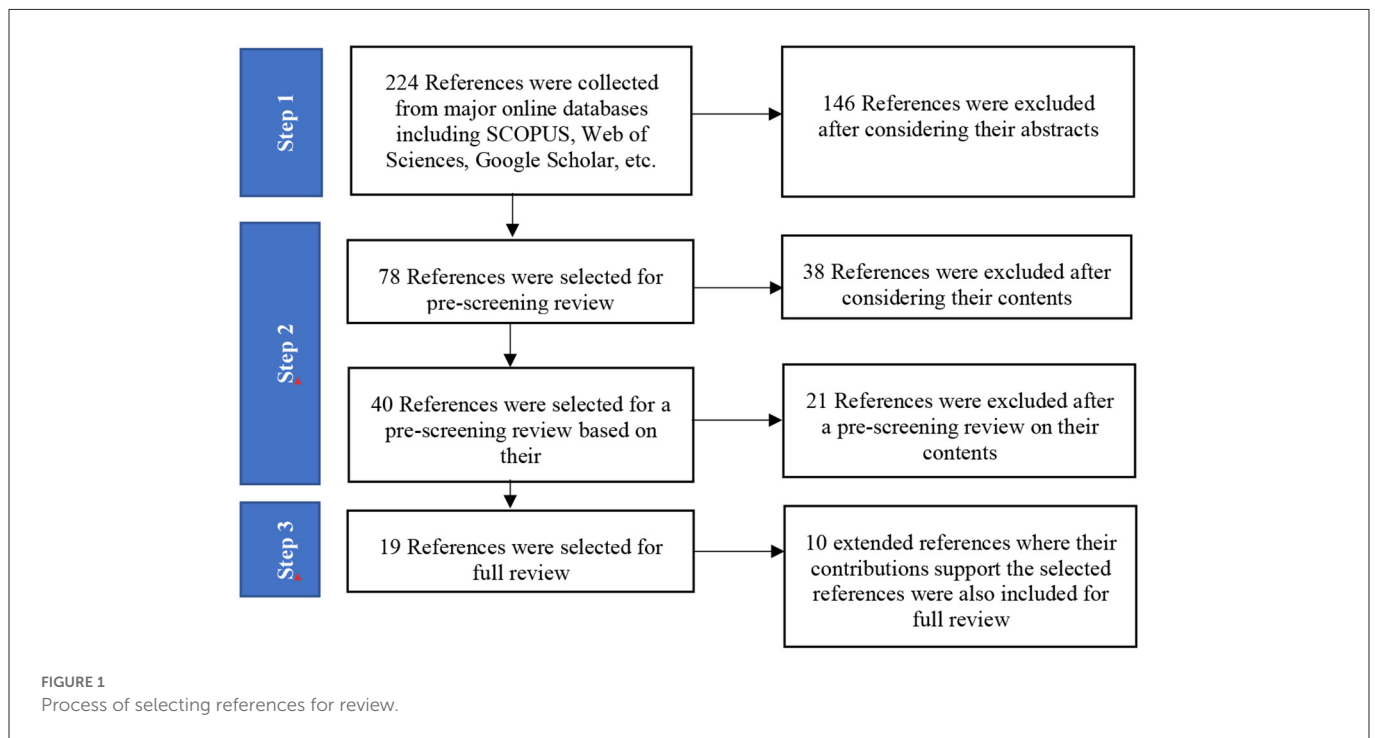 Step 1
224 References were collected
from major online databases
including SCOPUS, Web of
Sciences, Google Scholar, etc.
146 References were excluded
after considering their abstracts
Step 2
78 References were selected for
pre-screening review
38 References were excluded after
considering their contents
40 References were selected for a
pre-screening review based on
their
21 References were excluded after
a pre-screening review on their
contents
Step 3
19 References were selected for
full review
10 extended references where their
contributions support the selected
references were also included for
full review
FIGURE 1
Process of selecting references for review.